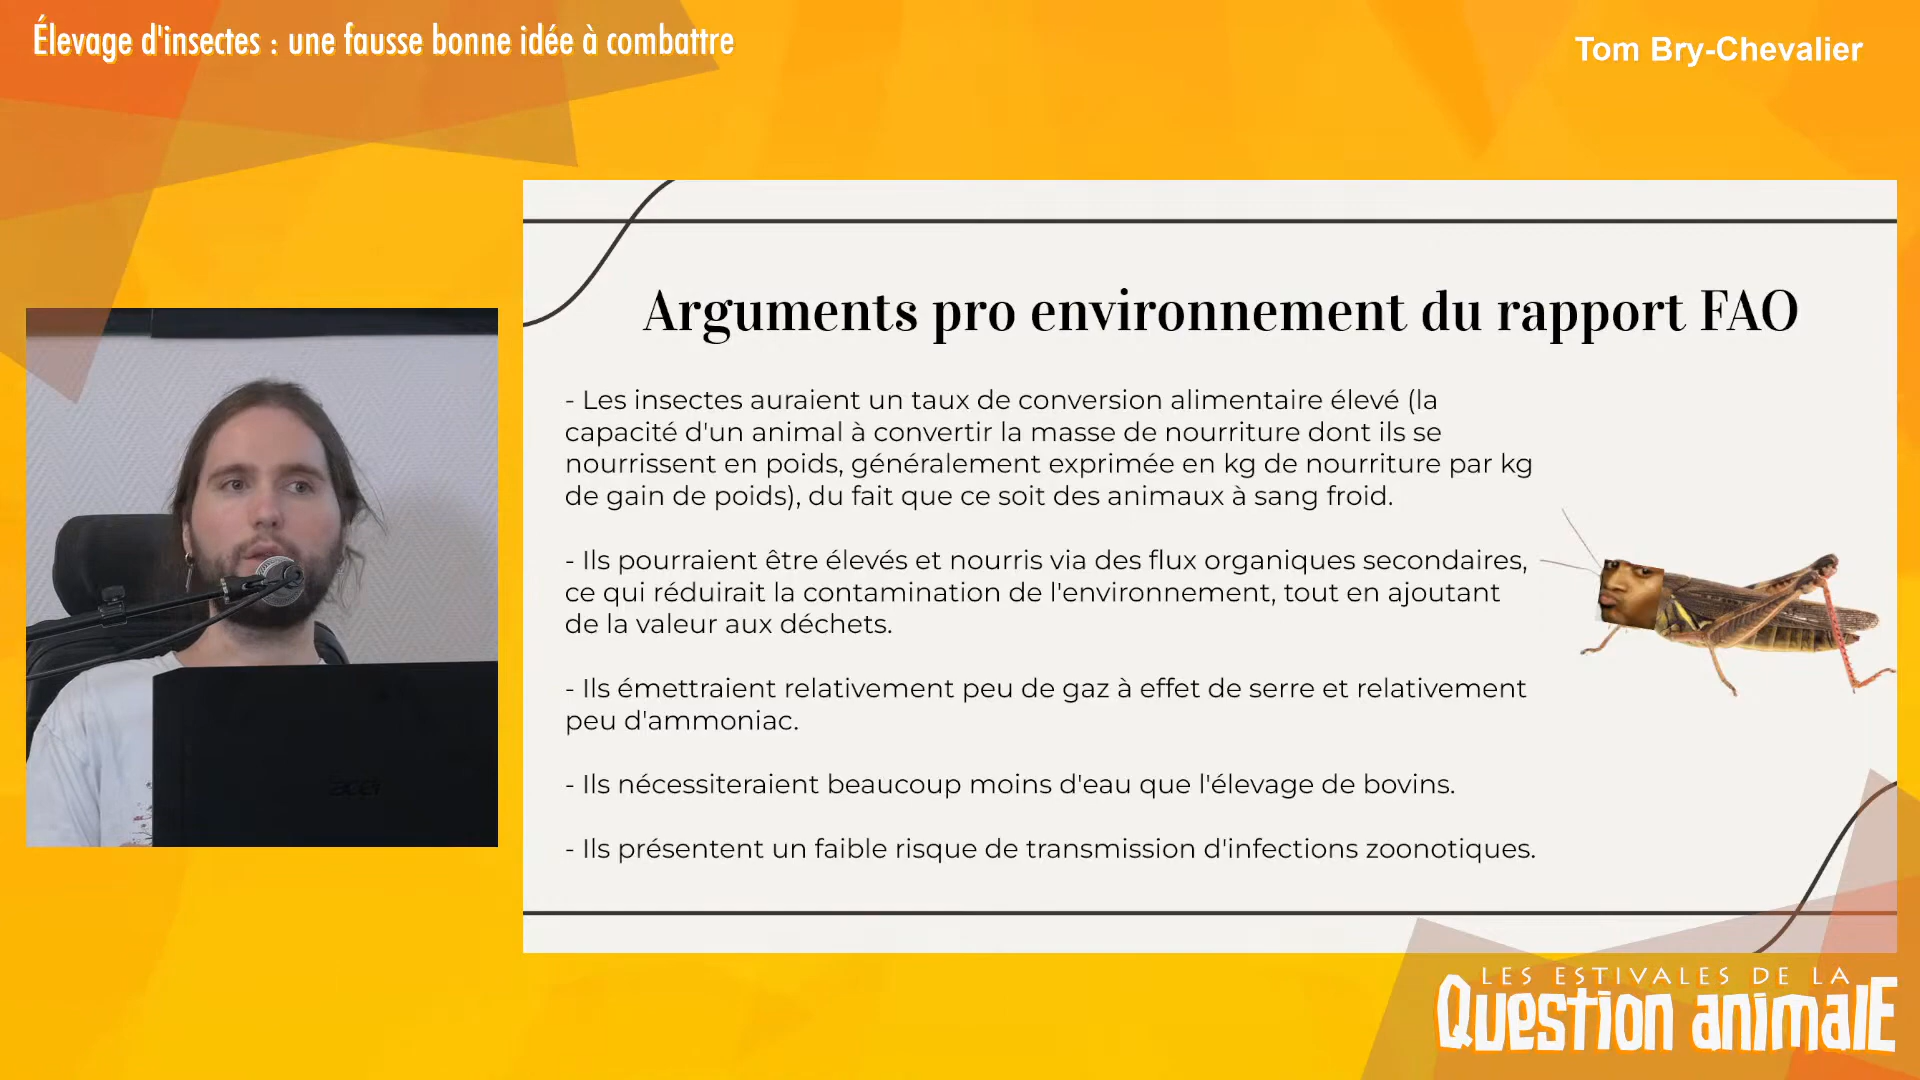 Élevage d'insectes : une fausse bonne idée à combattre
Tom Bry-Chevalier
Arguments pro environnement du rapport FAO
- Les insectes auraient un taux de conversion alimentaire élevé (la
capacité d'un animal à convertir la masse de nourriture dont ils se
nourrissent en poids, généralement exprimée en kg de nourriture par kg
de gain de poids), du fait que ce soit des animaux à sang froid.
- Ils pourraient être élevés et nourris via des flux organiques secondaires,
ce qui réduirait la contamination de l'environnement, tout en ajoutant
de la valeur aux déchets.
- Ils émettraient relativement peu de gaz à effet de serre et relativement
peu d'ammoniac.
- Ils nécessiteraient beaucoup moins d'eau que l'élevage de bovins.
- Ils présentent un faible risque de transmission d'infections zoonotiques.
acer
LES ESTIVALES DE LA
QUESTION ANIMALE